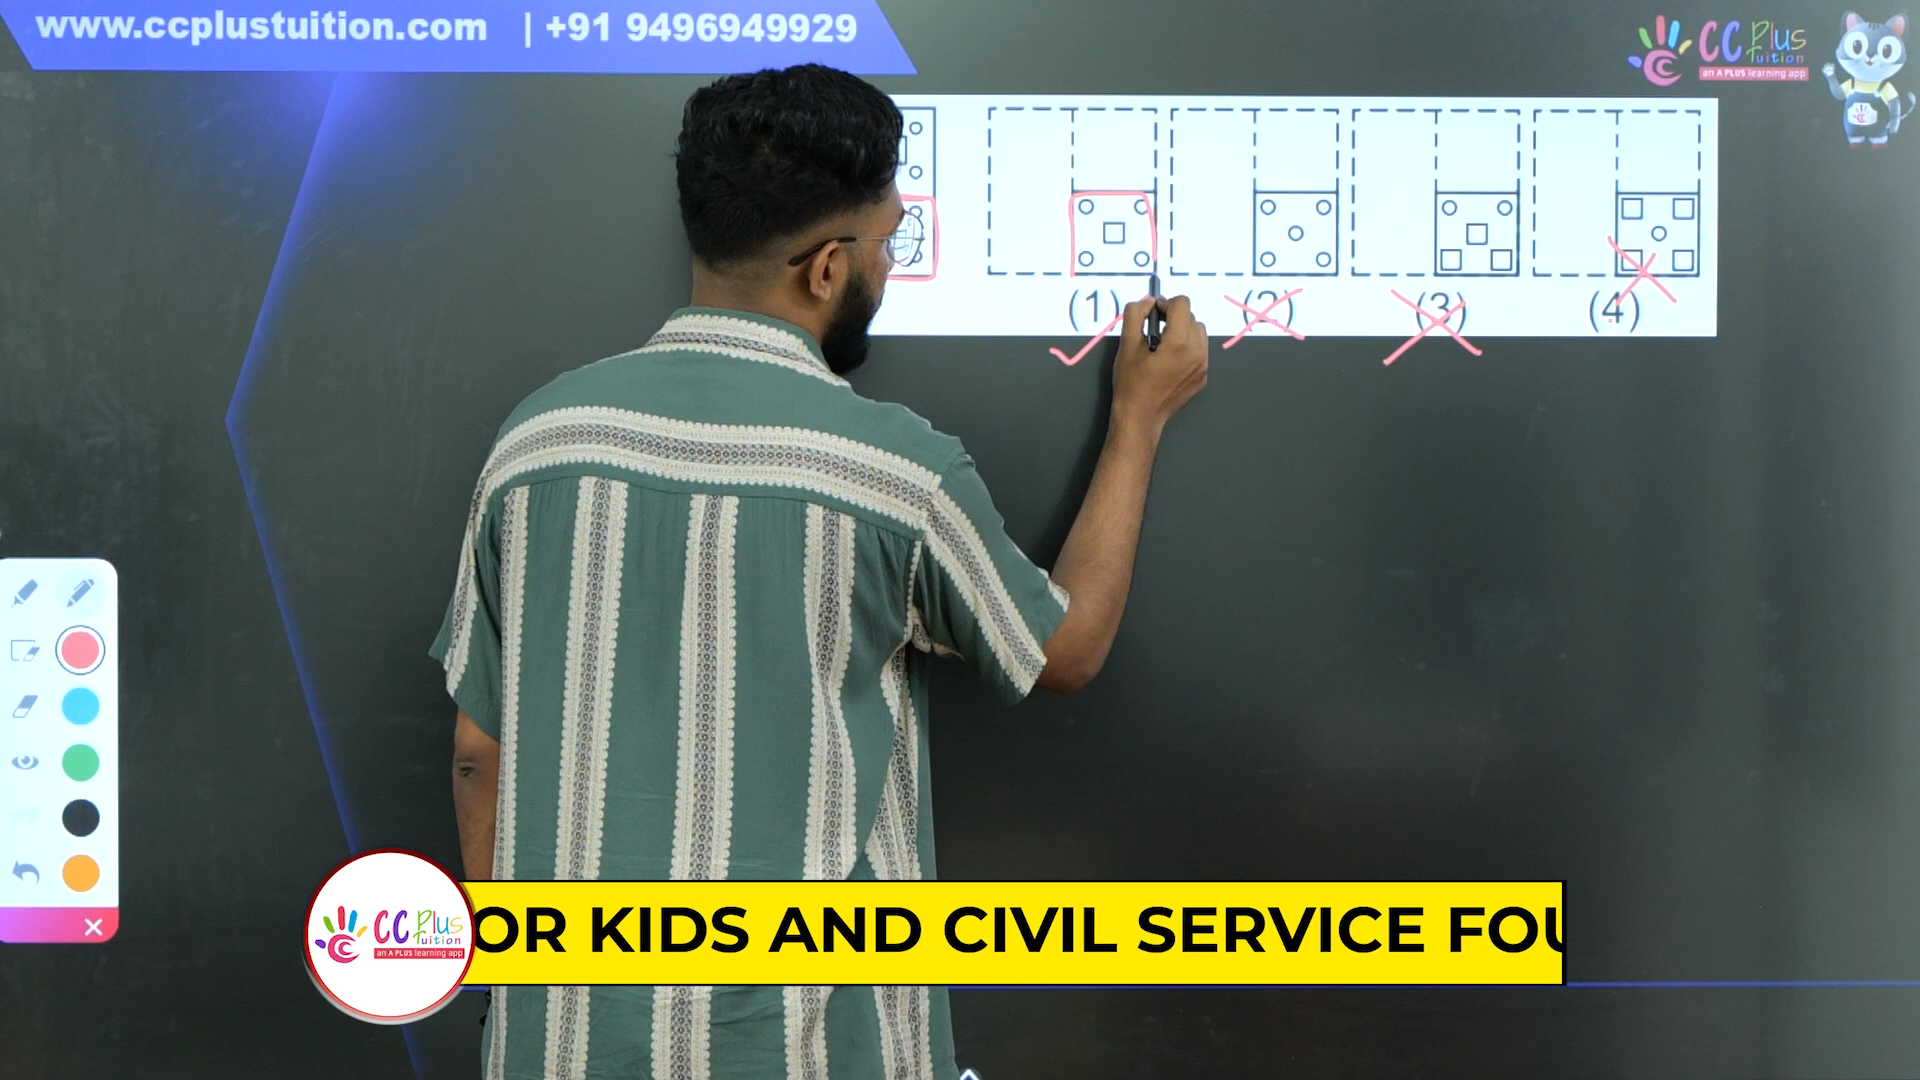 www.ccplustuition.com | +91 9496949929
CC Plus
Tuition
an A PLUS learning app
(1) (2) (3) (4)
CC Plus
Tuition
an A PLUS learning app
OR KIDS AND CIVIL SERVICE FOU